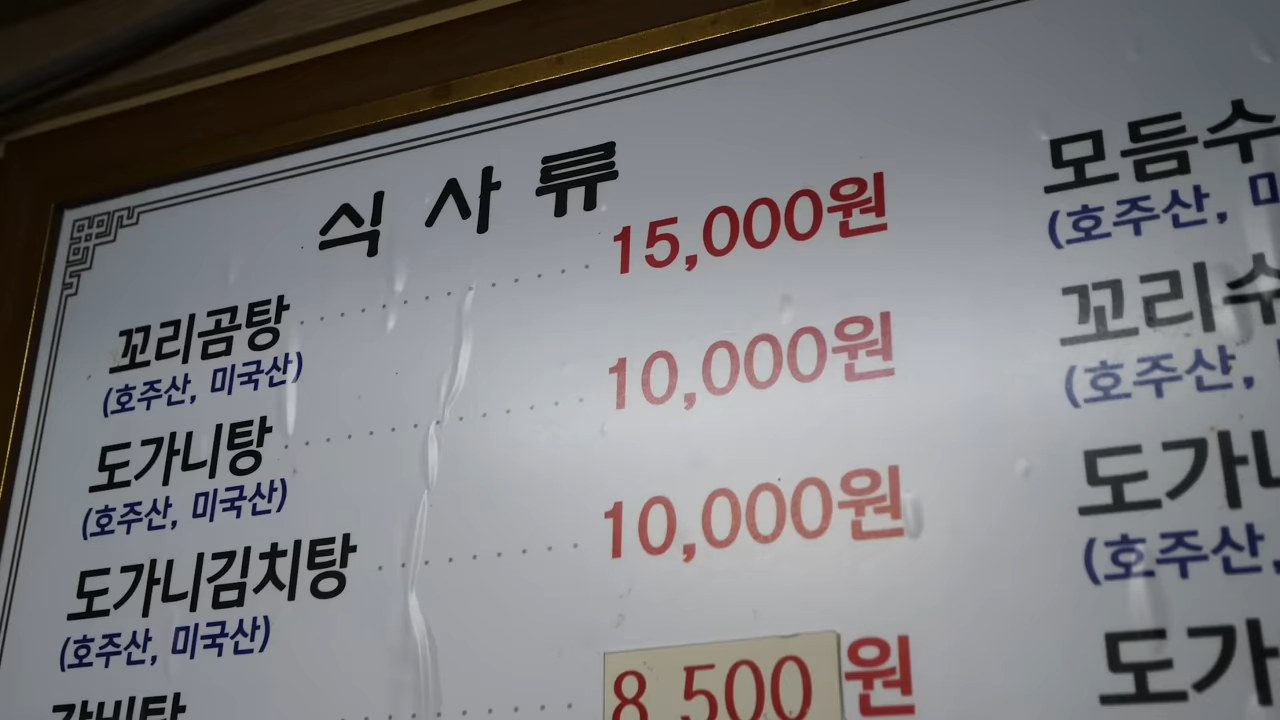 식사류
꼬리곰탕 15,000원
(호주산, 미국산)
도가니탕 10,000원
(호주산, 미국산)
도가니김치탕 10,000원
(호주산, 미국산)
갈비탕 8,500원
모듬수
(호주산,
꼬리수
(호주산,
도가니
(호주산,
도가